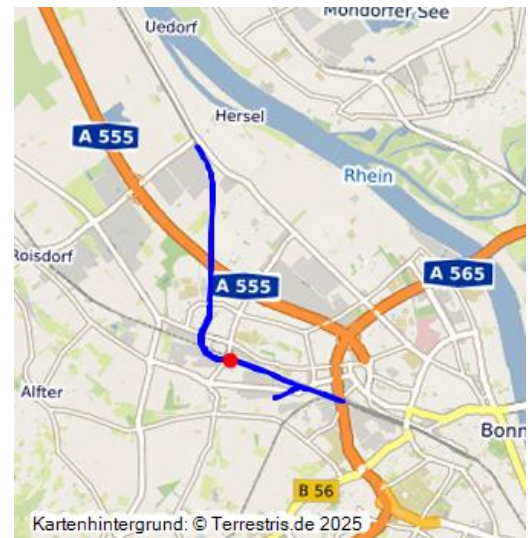 Mondorfer See
Uedorf
Hersel
A 555
Rhein
Roisdorf
A 565
A 555
Alfter
Bonn
B 56
Kartenhintergrund: © Terrestris.de 2025